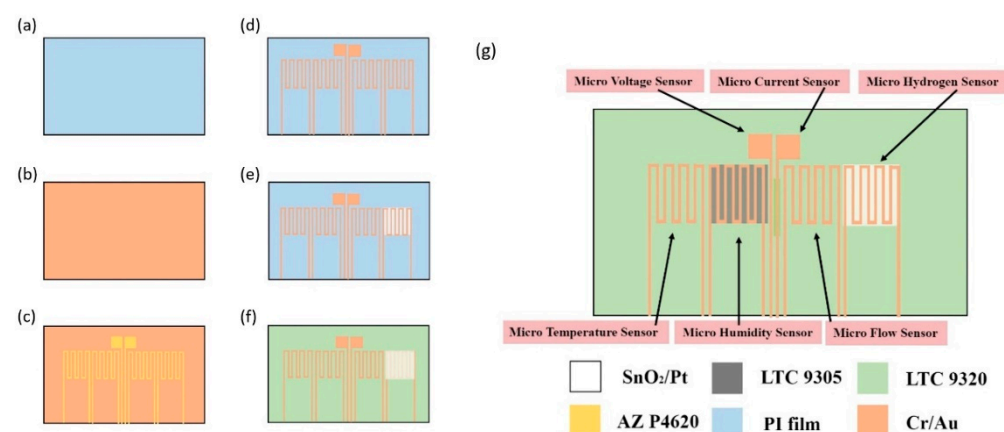 (a)
(d)
(g)
Micro Voltage Sensor
Micro Current Sensor
Micro Hydrogen Sensor
(b)
(e)
(c)
(f)
Micro Temperature Sensor
Micro Humidity Sensor
Micro Flow Sensor
SnO₂/Pt
LTC 9305
LTC 9320
AZ P4620
PI film
Cr/Au